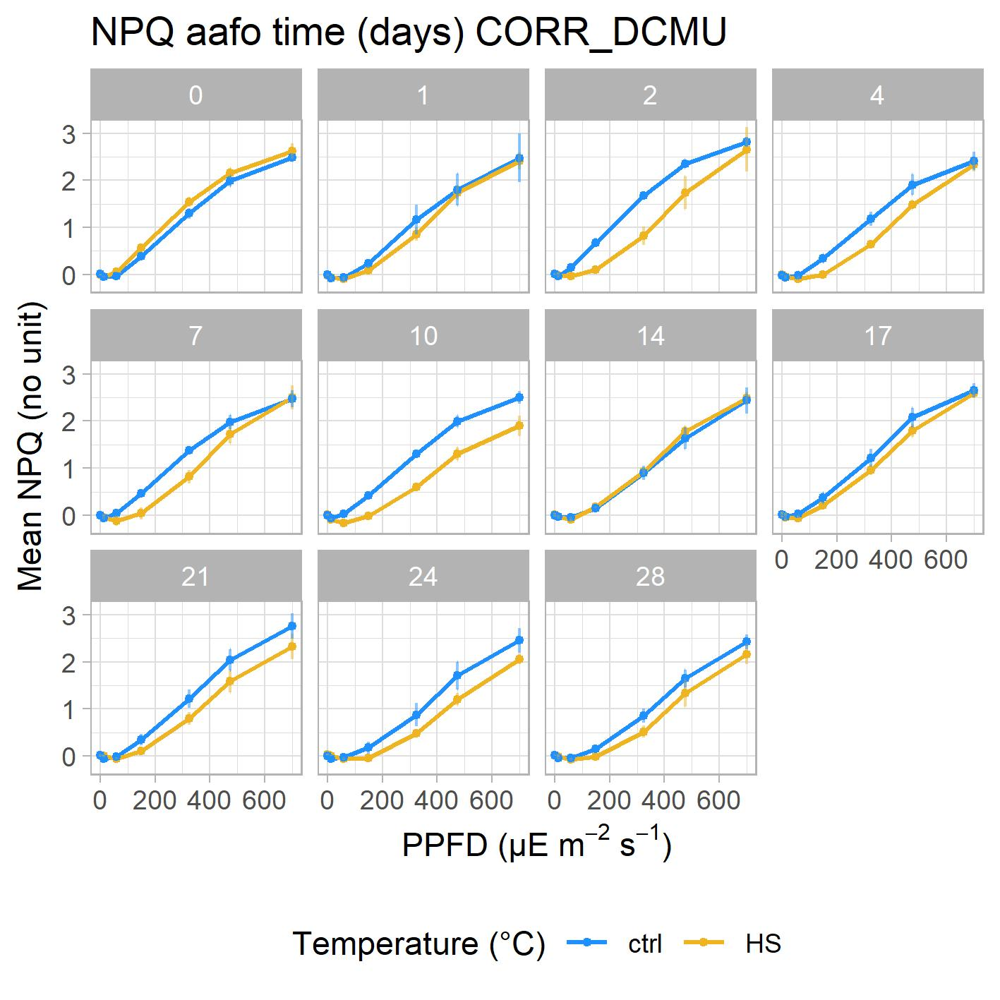 NPQ aafo time (days) CORR_DCMU
0 1 2 4
3
2
1
0
7 10 14 17
3
2
1
0
0 200 400 600
21 24 28
3
2
1
0
0 200 400 600 0 200 400 600 0 200 400 600
Mean NPQ (no unit)
PPFD (µE m⁻² s⁻¹)
Temperature (°C) ctrl HS